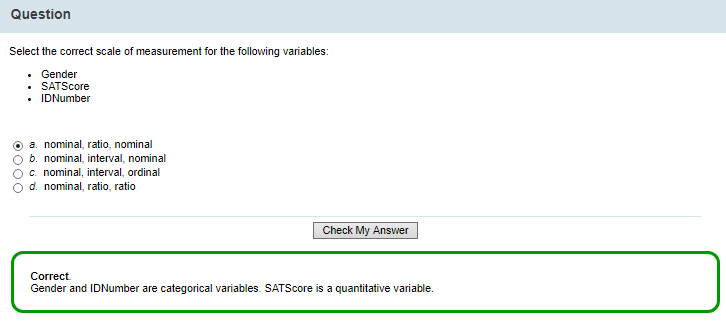 Question
Select the correct scale of measurement for the following variables:
• Gender
• SATScore
• IDNumber
a. nominal, ratio, nominal
b. nominal, interval, nominal
c. nominal, interval, ordinal
d. nominal, ratio, ratio
Check My Answer
Correct.
Gender and IDNumber are categorical variables. SATScore is a quantitative variable.